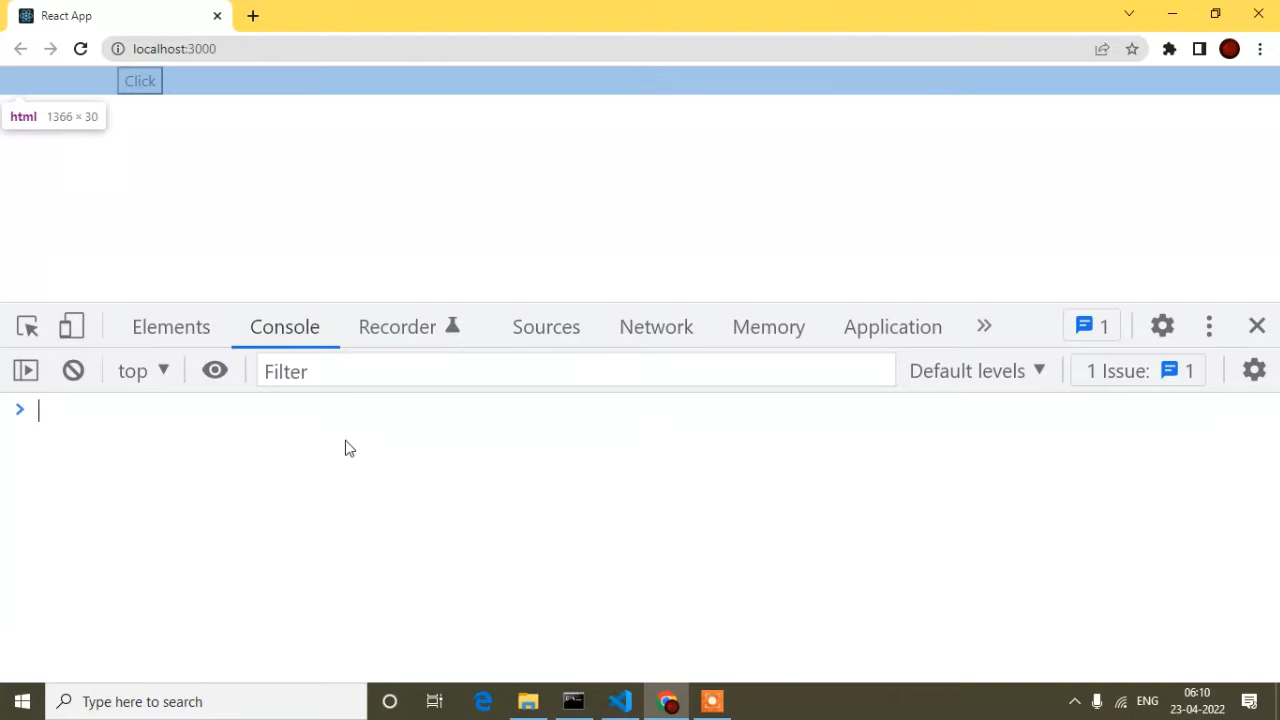 React App
localhost:3000
Click
html 1366 × 30
Elements Console Recorder Sources Network Memory Application 1
top Filter Default levels 1 Issue: 1
Type here to search ENG 06:10
23-04-2022